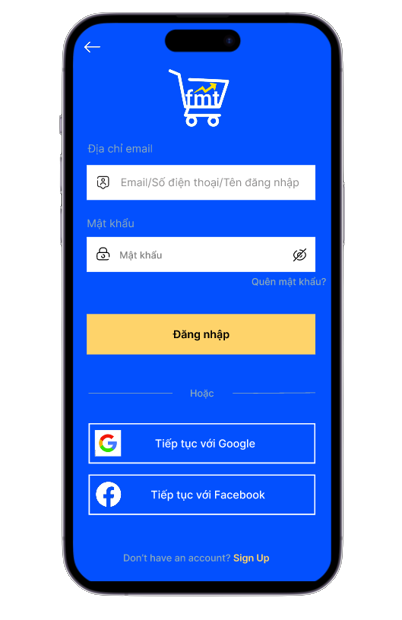 fmt
Địa chỉ email
Email/Số điện thoại/Tên đăng nhập
Mật khẩu
Mật khẩu
Quên mật khẩu?
Đăng nhập
Hoặc
Tiếp tục với Google
Tiếp tục với Facebook
Don't have an account? Sign Up